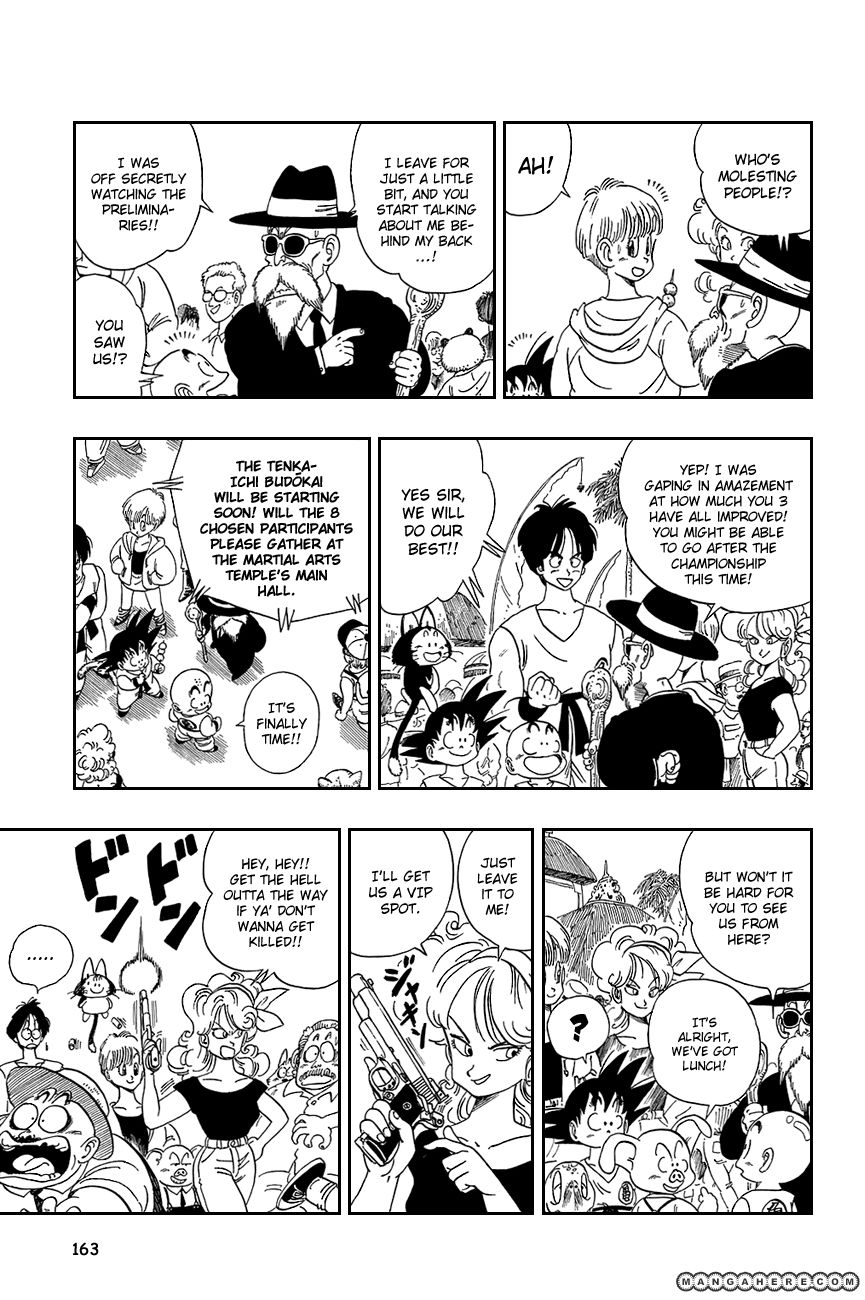 WHO'S
MOLESTING
PEOPLE!?
AH!
I LEAVE FOR
JUST A LITTLE
BIT, AND YOU
START TALKING
ABOUT ME BE-
HIND MY BACK
...!
I WAS
OFF SECRETLY
WATCHING THE
PRELIMINA-
RIES!!
YOU
SAW
US!?
YEP! I WAS
GAPING IN AMAZEMENT
AT HOW MUCH YOU 3
HAVE ALL IMPROVED!
YOU MIGHT BE ABLE
TO GO AFTER THE
CHAMPIONSHIP
THIS TIME!
YES SIR,
WE WILL
DO OUR
BEST!!
THE TENKA-
ICHI BUDŌKAI
WILL BE STARTING
SOON! WILL THE 8
CHOSEN PARTICIPANTS
PLEASE GATHER AT
THE MARTIAL ARTS
TEMPLE'S MAIN
HALL.
IT'S
FINALLY
TIME!!
BUT WON'T IT
BE HARD FOR
YOU TO SEE
US FROM
HERE?
IT'S
ALRIGHT,
WE'VE GOT
LUNCH!
?
JUST
LEAVE
IT TO
ME!
I'LL GET
US A VIP
SPOT.
ジャキン
HEY, HEY!!
GET THE HELL
OUTTA THE WAY
IF YA' DON'T
WANNA GET
KILLED!!
ドン
ドン
.....
163
MANGAHERE.COM